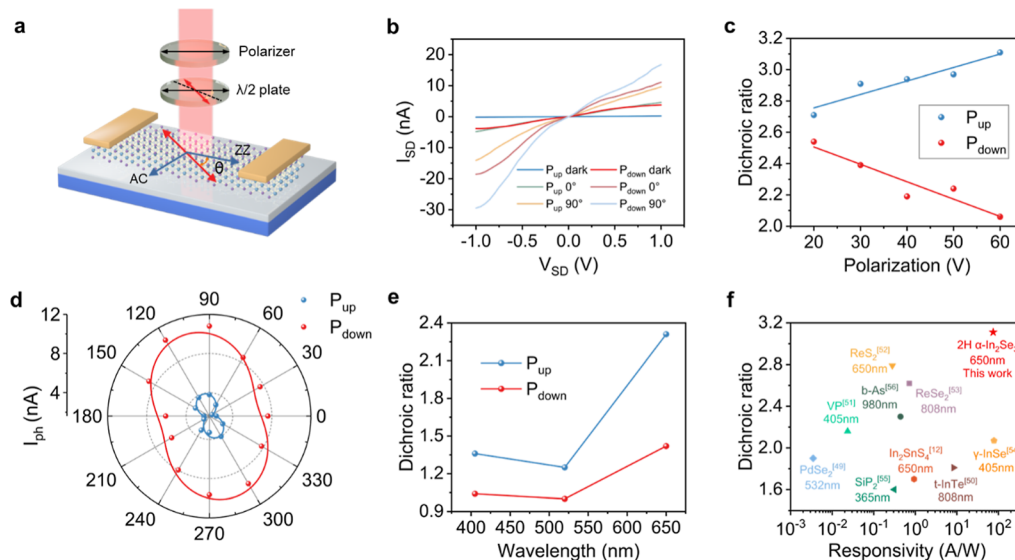 a
Polarizer
λ/2 plate
ZZ
AC
θ
b
20
10
0
-10
-20
-30
I_SD (nA)
P_up dark
P_up 0°
P_up 90°
P_down dark
P_down 0°
P_down 90°
-1.0 -0.5 0.0 0.5 1.0
V_SD (V)
c
3.2
3.0
2.8
2.6
2.4
2.2
2.0
Dichroic ratio
P_up
P_down
20 30 40 50 60
Polarization (V)
d
12
8
4
I_ph (nA)
P_up
P_down
90
60
30
0
330
300
270
240
210
180
150
120
e
2.4
2.1
1.8
1.5
1.2
0.9
Dichroic ratio
P_up
P_down
400 450 500 550 600 650
Wavelength (nm)
f
3.2
2.8
2.4
2.0
1.6
Dichroic ratio
2H α-In₂Se₃
650nm
This work
ReS₂[52]
650nm
ReSe₂[53]
808nm
b-As[56]
980nm
VP[51]
405nm
PdSe₂[49]
532nm
In₂SnS₄[12]
650nm
γ-InSe[54
405nm
SiP₂[55]
365nm
t-InTe[50]
808nm
10⁻³ 10⁻² 10⁻¹ 10⁰ 10¹ 10²
Responsivity (A/W)